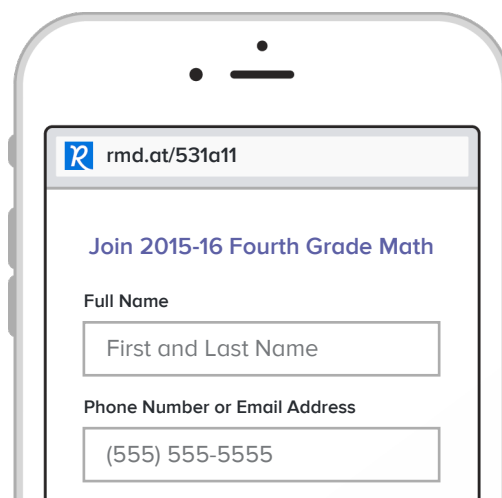 rmd.at/531a11
Join 2015-16 Fourth Grade Math
Full Name
First and Last Name
Phone Number or Email Address
(555) 555-5555